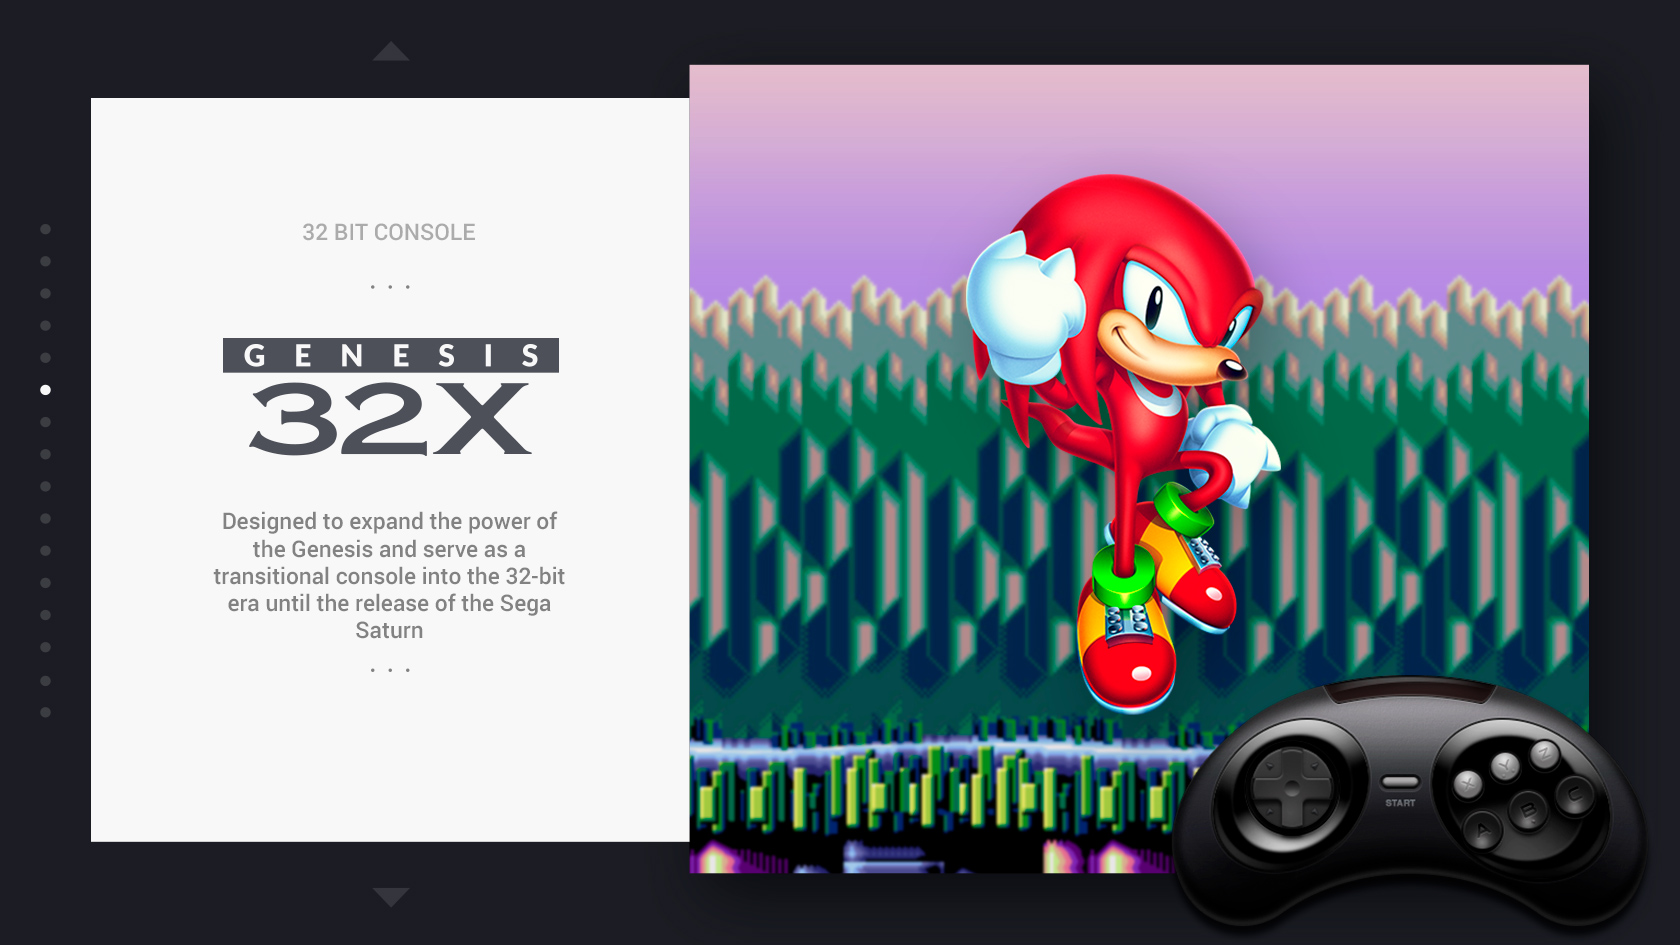 32 BIT CONSOLE
. . .
GENESIS
32X
Designed to expand the power of
the Genesis and serve as a
transitional console into the 32-bit
era until the release of the Sega
Saturn
. . .
START
X Y Z
A B C